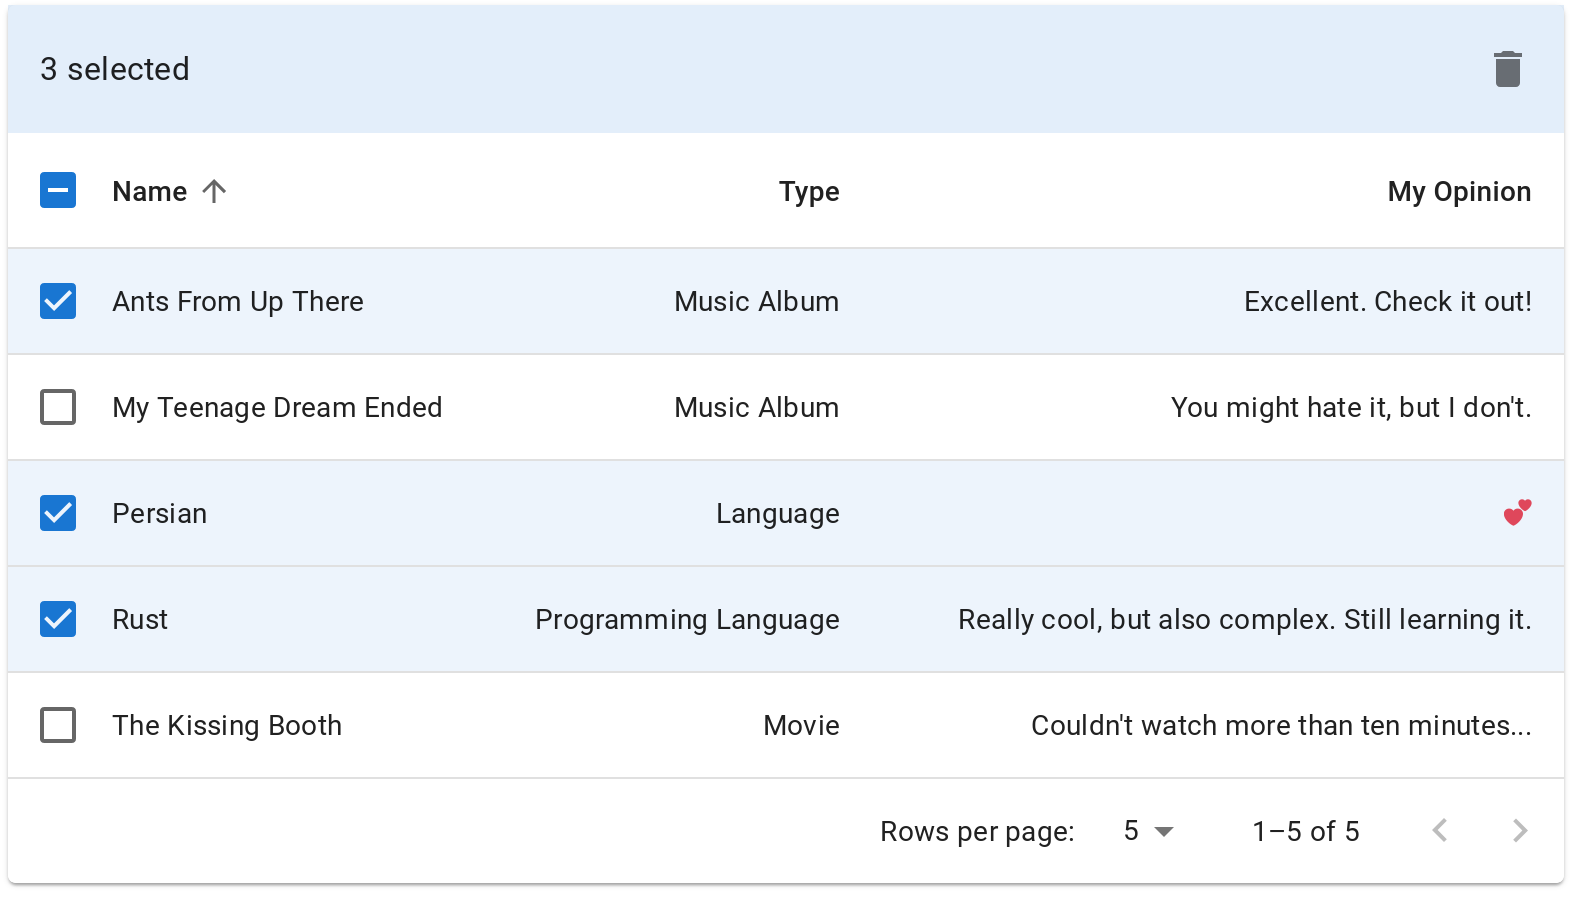 3 selected
Name Type My Opinion
Ants From Up There Music Album Excellent. Check it out!
My Teenage Dream Ended Music Album You might hate it, but I don't.
Persian Language 💕
Rust Programming Language Really cool, but also complex. Still learning it.
The Kissing Booth Movie Couldn't watch more than ten minutes...
Rows per page: 5 1–5 of 5